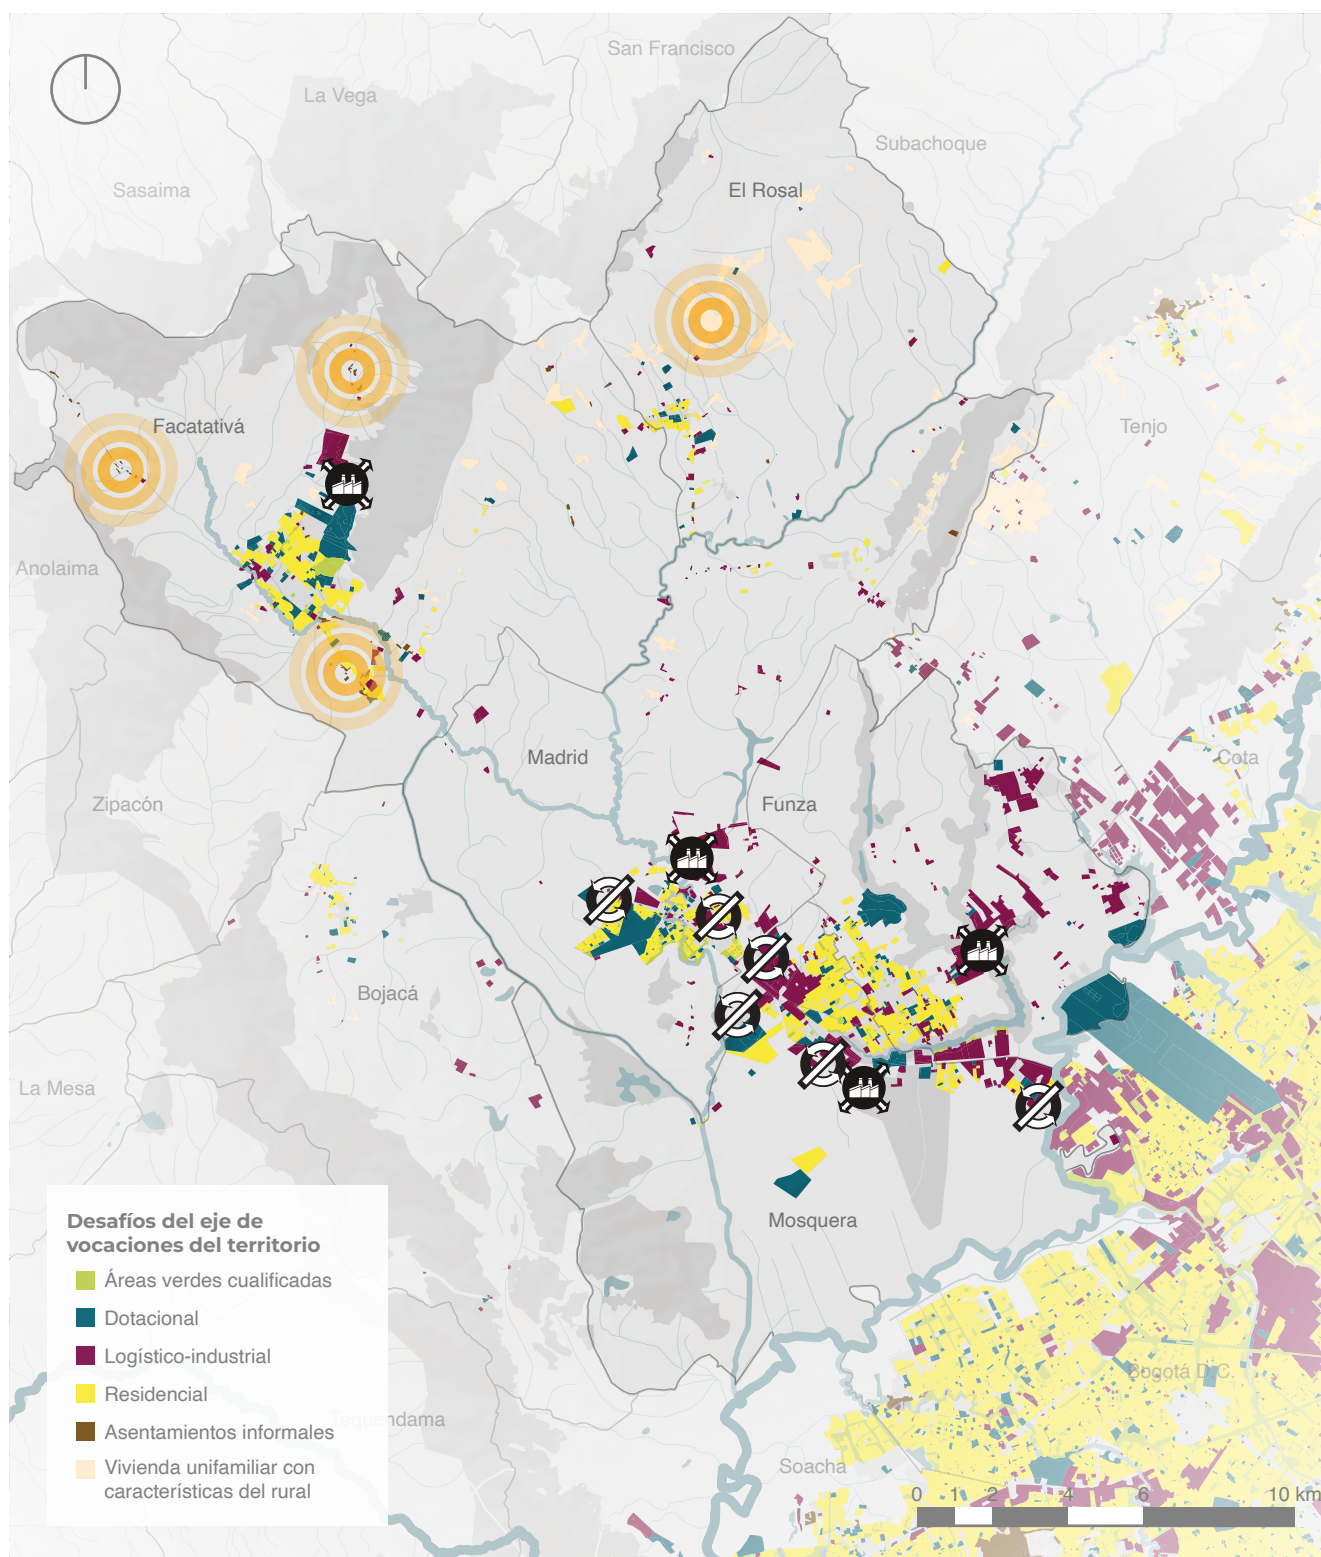 San Francisco
La Vega
Subachoque
Sasaima
El Rosal
Facatativá
Tenjo
Anolaima
Madrid
Cota
Zipacón
Funza
Bojacá
La Mesa
Mosquera
Desafíos del eje de
vocaciones del territorio
Áreas verdes cualificadas
Dotacional
Logístico-industrial
Residencial
Asentamientos informales
Vivienda unifamiliar con
características del rural
Bogotá D.C.
Tequendama
Soacha
0 1 2 4 6 10 km